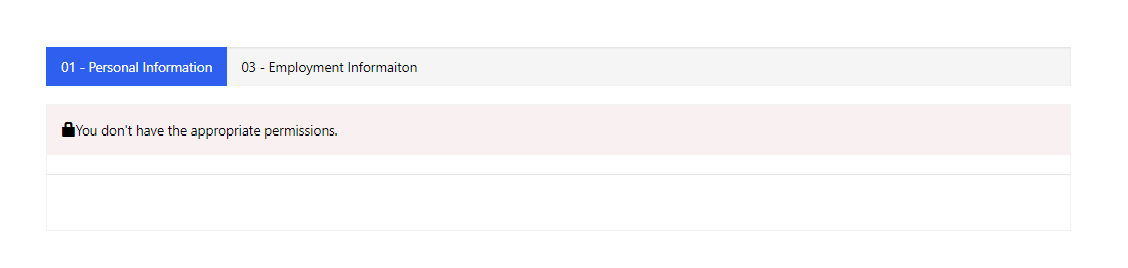 01 - Personal Information 03 - Employment Informaiton
You don't have the appropriate permissions.